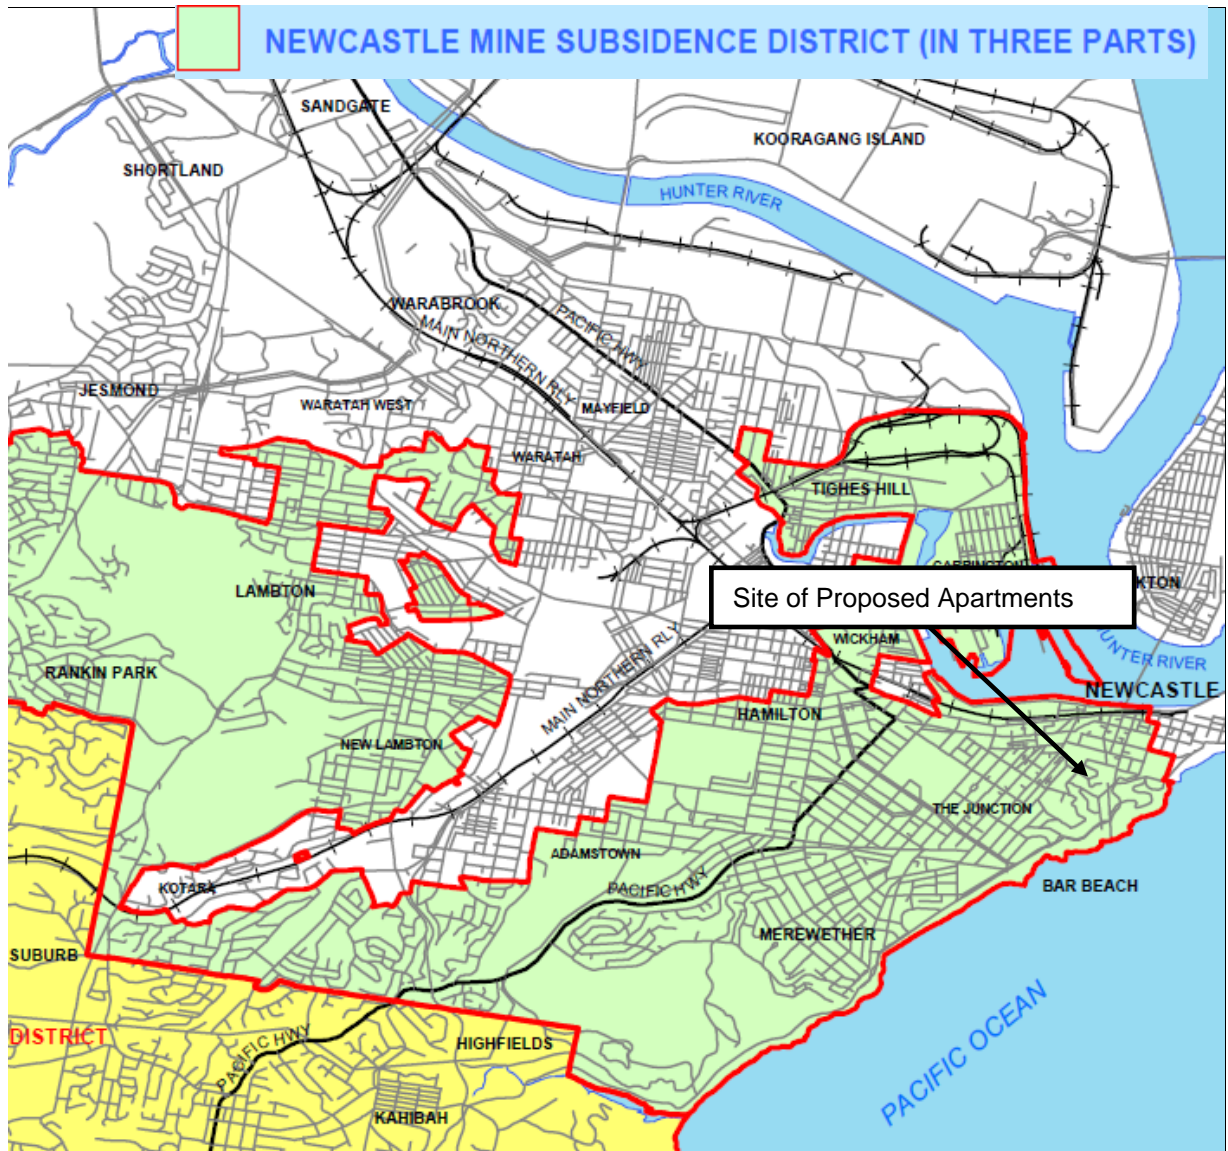 NEWCASTLE MINE SUBSIDENCE DISTRICT (IN THREE PARTS)
SANDGATE
KOORAGANG ISLAND
SHORTLAND
HUNTER RIVER
WARABROOK
PACIFIC HWY
MAIN NORTHERN RLY
JESMOND
WARATAH WEST
MAYFIELD
WARATAH
TIGHES HILL
CARRINGTON
LAMBTON
Site of Proposed Apartments
KTON
WICKHAM
HUNTER RIVER
RANKIN PARK
MAIN NORTHERN RLY
NEWCASTLE
HAMILTON
NEW LAMBTON
THE JUNCTION
ADAMSTOWN
KOTARA
PACIFIC HWY
BAR BEACH
MEREWETHER
SUBURB
PACIFIC OCEAN
DISTRICT
PACIFIC HWY
HIGHFIELDS
KAHIBAH